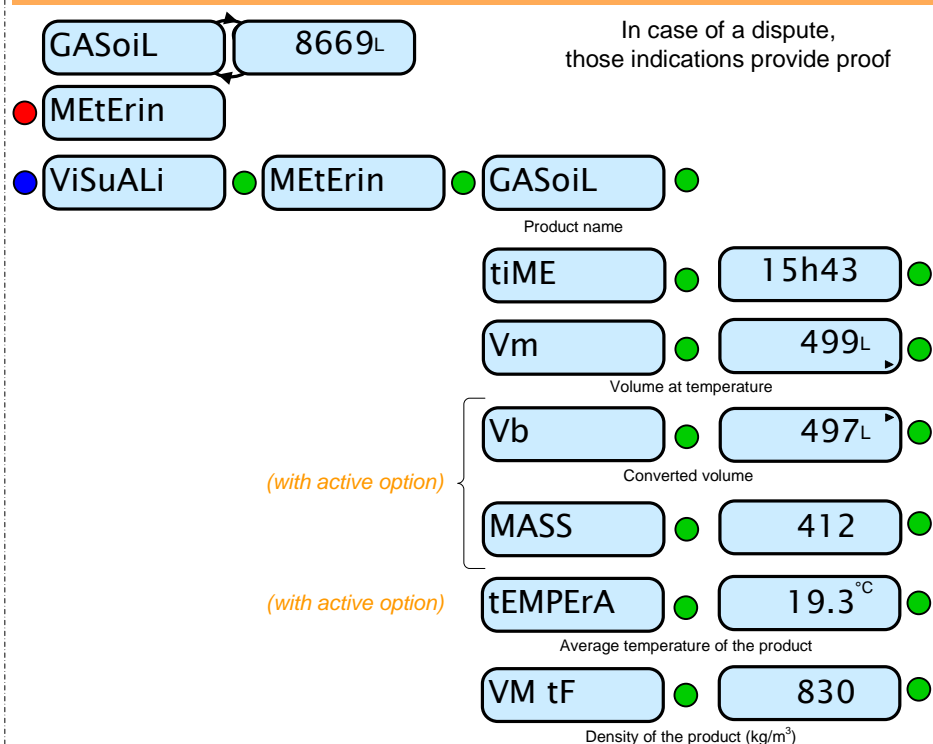 GASoiL 8669L
In case of a dispute,
those indications provide proof
MEtErin
ViSuALi MEtErin GASoiL
Product name
tiME 15h43
Vm 499L
Volume at temperature
Vb 497L
Converted volume
(with active option)
MASS 412
(with active option) tEMPErA 19.3°C
Average temperature of the product
VM tF 830
Density of the product (kg/m³)